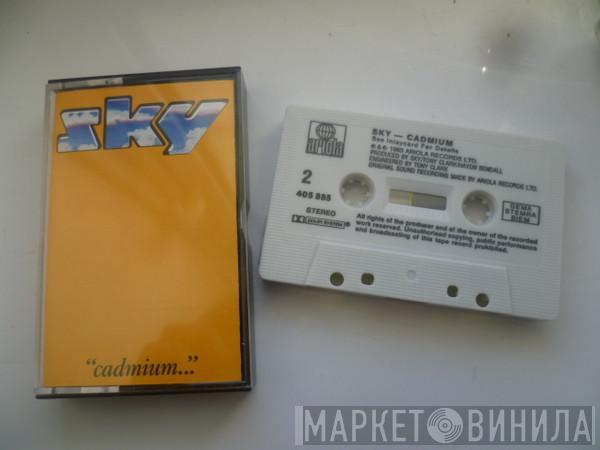 sky
"cadmium..."
ariola
SKY — CADMIUM
See Inlaycard For Details
℗ & © 1983 ARIOLA RECORDS LTD.
PRODUCED BY SKY/TONY CLARK/HAYDN BENDALL
ENGINEERED BY TONY CLARK
ORIGINAL SOUND RECORDING MADE BY ARIOLA RECORDS LTD.
2
405 885
STEREO
DOLBY SYSTEM
GEMA
STEMRA
BIEM
All rights of the producer and of the owner of the recorded
work reserved. Unauthorised copying, public performance
and broadcasting of this tape record prohibited.
МАРКЕТ ВИНИЛА